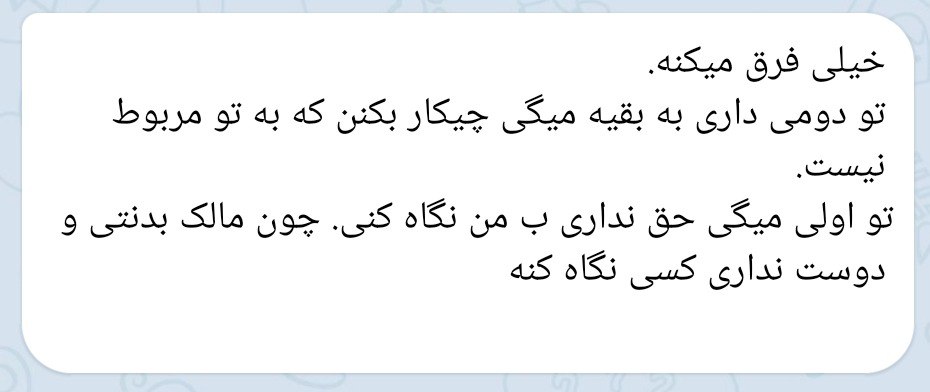 خیلی فرق میکنه.
تو دومی داری به بقیه میگی چیکار بکنن که به تو مربوط
نیست.
تو اولی میگی حق نداری ب من نگاه کنی. چون مالک بدنتی و
دوست نداری کسی نگاه کنه